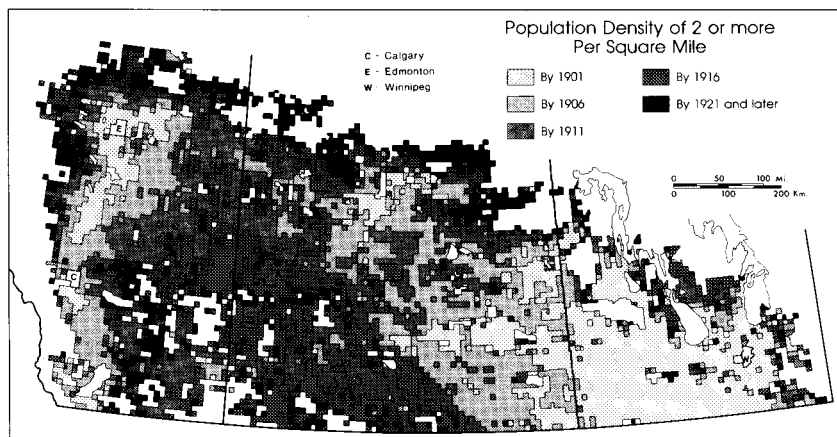 Population Density of 2 or more
Per Square Mile
C - Calgary
E - Edmonton
W - Winnipeg
By 1901
By 1906
By 1911
By 1916
By 1921 and later
0 50 100 Mi.
0 100 200 Km.
E
C
W